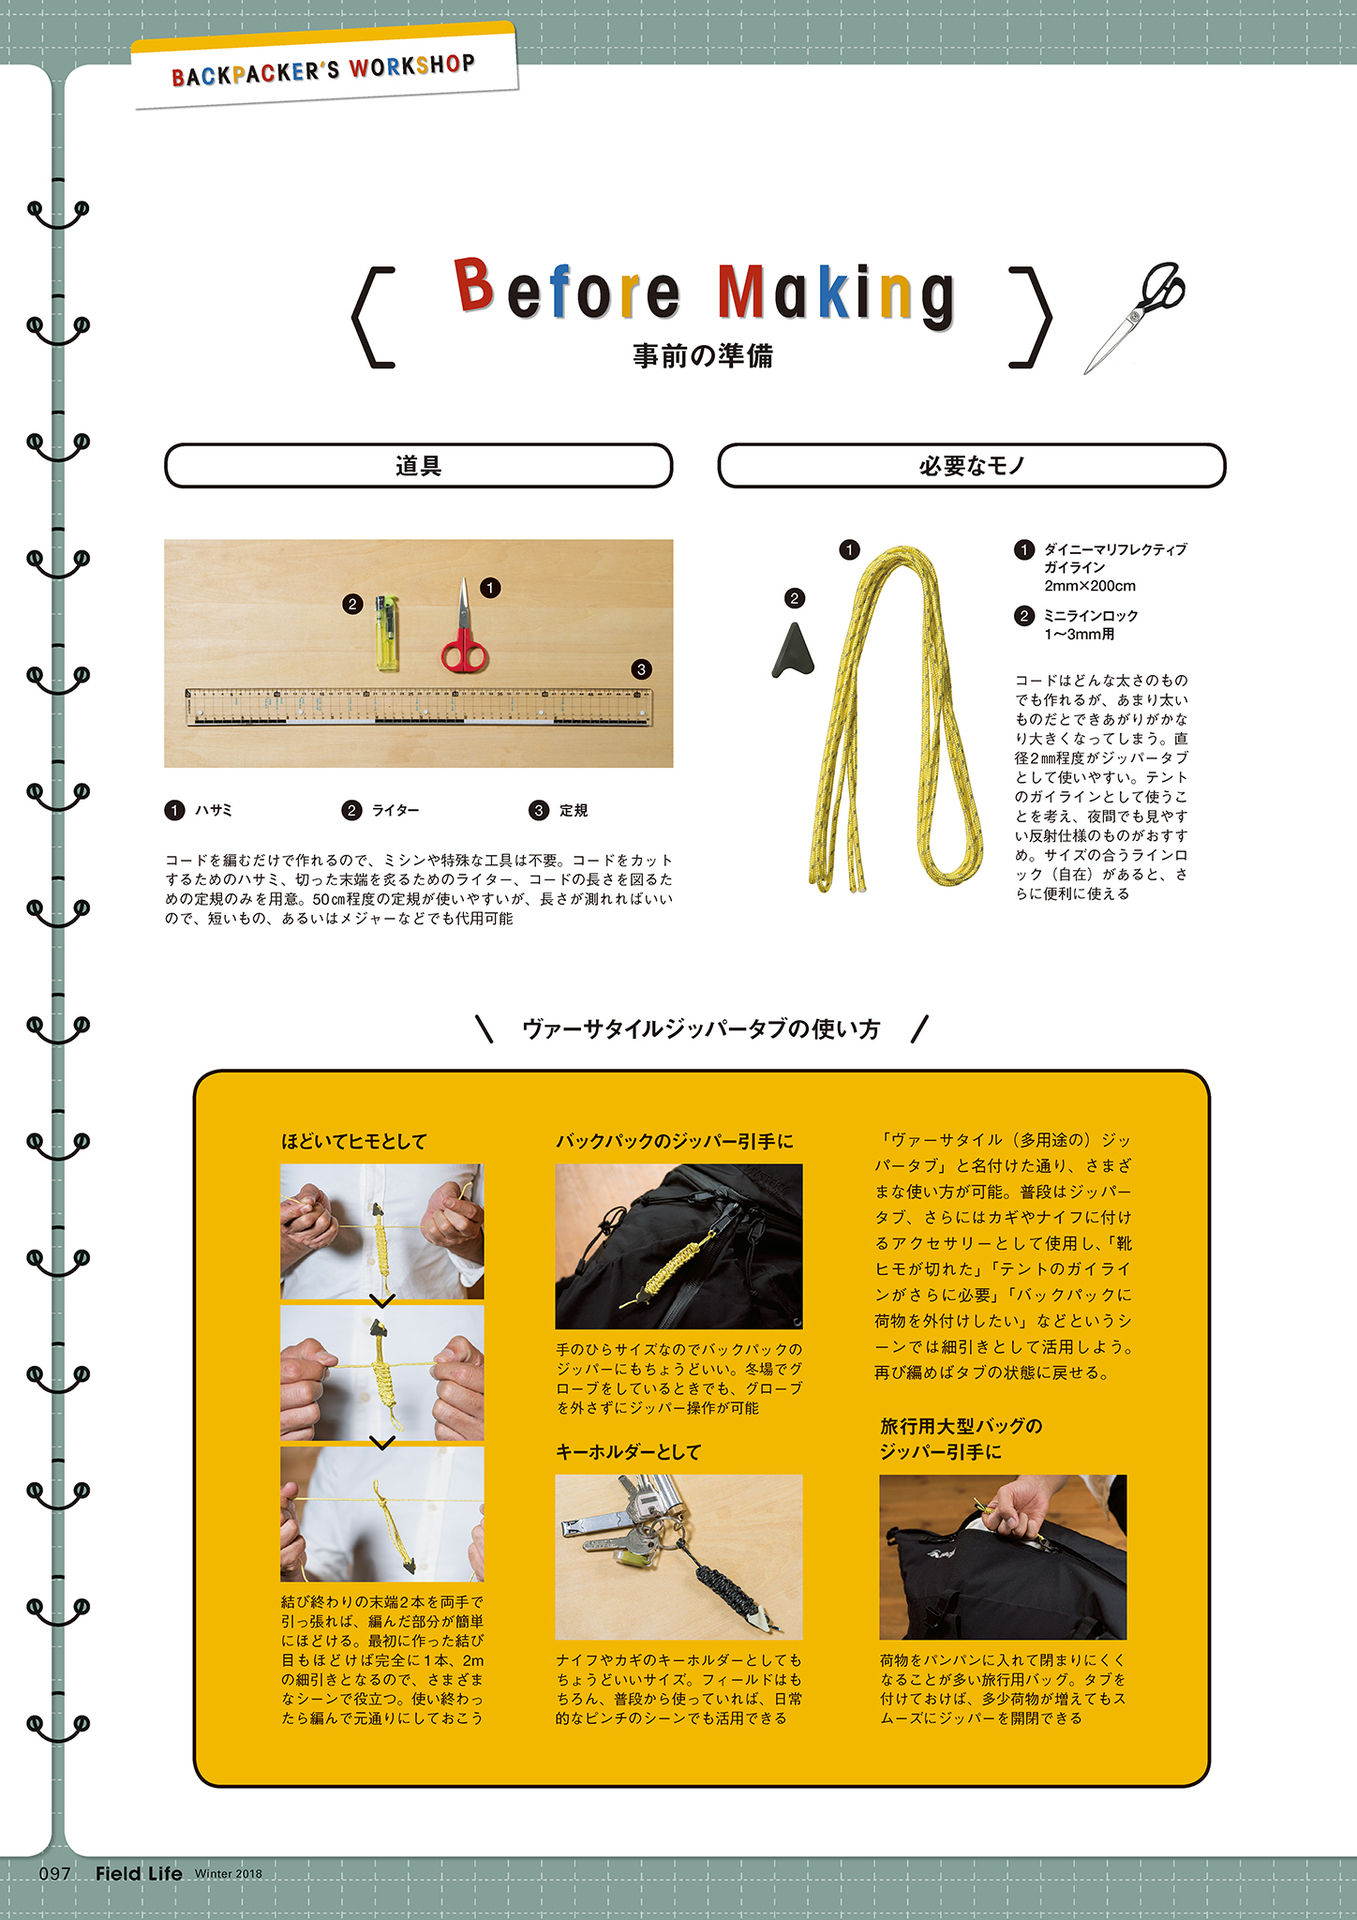 BACKPACKER'S WORKSHOP
Before Making
事前の準備
道具
1
2
3
1 ハサミ
2 ライター
3 定規
コードを編むだけで作れるので、ミシンや特殊な工具は不要。コードをカット
するためのハサミ、切った末端を炙るためのライター、コードの長さを図るた
めの定規のみを用意。50㎝程度の定規が使いやすいが、長さが測れればいい
ので、短いもの、あるいはメジャーなどでも代用可能
必要なモノ
1
2
1 ダイニーマリフレクティブ
ガイライン
2mm×200cm
2 ミニラインロック
1〜3mm用
コードはどんな太さのもの
でも作れるが、あまり太い
ものだとできあがりがかな
り大きくなってしまう。直
径2㎜程度がジッパータブ
として使いやすい。テント
のガイラインとして使うこ
とを考え、夜間でも見やす
い反射仕様のものがおすす
め。サイズの合うラインロ
ック（自在）があると、さ
らに便利に使える
ヴァーサタイルジッパータブの使い方
ほどいてヒモとして
結び終わりの末端2本を両手で
引っ張れば、編んだ部分が簡単
にほどける。最初に作った結び
目もほどけば完全に1本、2m
の細引きとなるので、さまざま
なシーンで役立つ。使い終わっ
たら編んで元通りにしておこう
バックパックのジッパー引手に
手のひらサイズなのでバックパックの
ジッパーにもちょうどいい。冬場でグ
ローブをしているときでも、グローブ
を外さずにジッパー操作が可能
キーホルダーとして
ナイフやカギのキーホルダーとしても
ちょうどいいサイズ。フィールドはも
ちろん、普段から使っていれば、日常
的なピンチのシーンでも活用できる
「ヴァーサタイル（多用途の）ジッ
パータブ」と名付けた通り、さまざ
まな使い方が可能。普段はジッパー
タブ、さらにはカギやナイフに付け
るアクセサリーとして使用し、「靴
ヒモが切れた」「テントのガイライ
ンがさらに必要」「バックパックに
荷物を外付けしたい」などというシ
ーンでは細引きとして活用しよう。
再び編めばタブの状態に戻せる。
旅行用大型バッグの
ジッパー引手に
荷物をパンパンに入れて閉まりにくく
なることが多い旅行用バッグ。タブを
付けておけば、多少荷物が増えてもス
ムーズにジッパーを開閉できる
097 Field Life Winter 2018